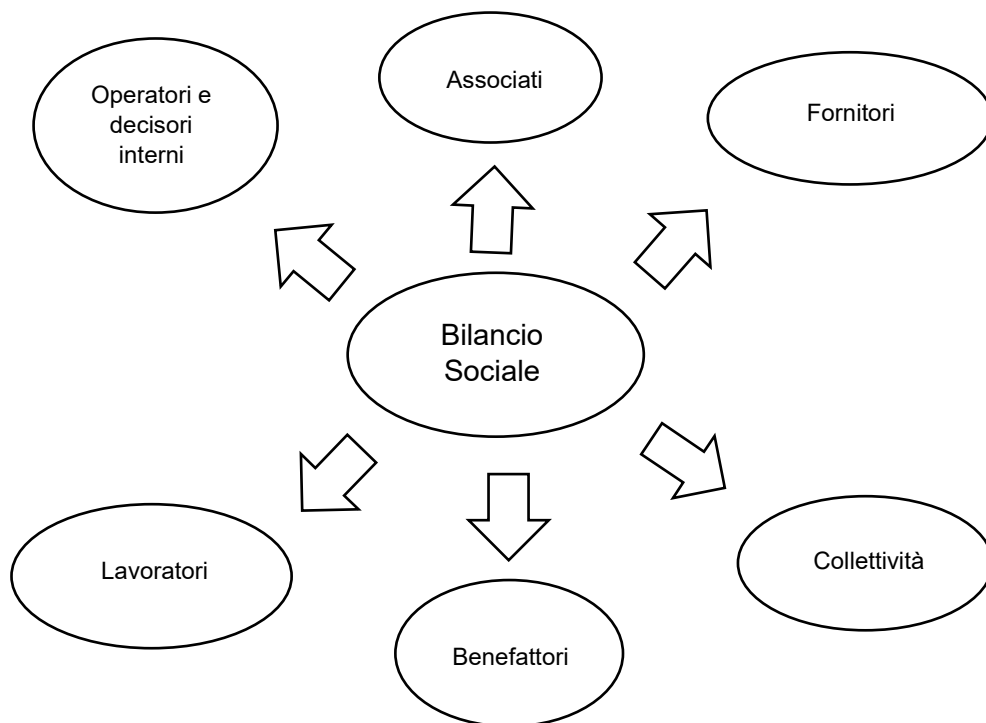 Operatori e
decisori
interni
Associati
Fornitori
Bilancio
Sociale
Lavoratori
Benefattori
Collettività